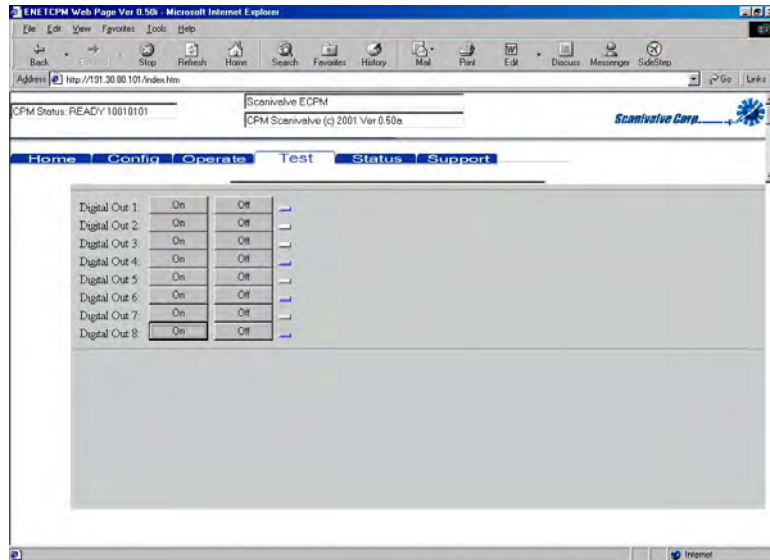 ENETCPM Web Page Ver 0.50i - Microsoft Internet Explorer
File Edit View Favorites Tools Help
Back Forward Stop Refresh Home Search Favorites History Mail Print Edit Discuss Messenger SideStep
Address http://191.30.80.101/index.htm Go Links
CPM Status: READY 10010101
Scanivalve ECPM
CPM Scanivalve (c) 2001 Ver 0.50a
Scanivalve Corp.
Home Config Operate Test Status Support
Digital Out 1: On Off
Digital Out 2: On Off
Digital Out 3: On Off
Digital Out 4: On Off
Digital Out 5: On Off
Digital Out 6: On Off
Digital Out 7: On Off
Digital Out 8: On Off
Internet